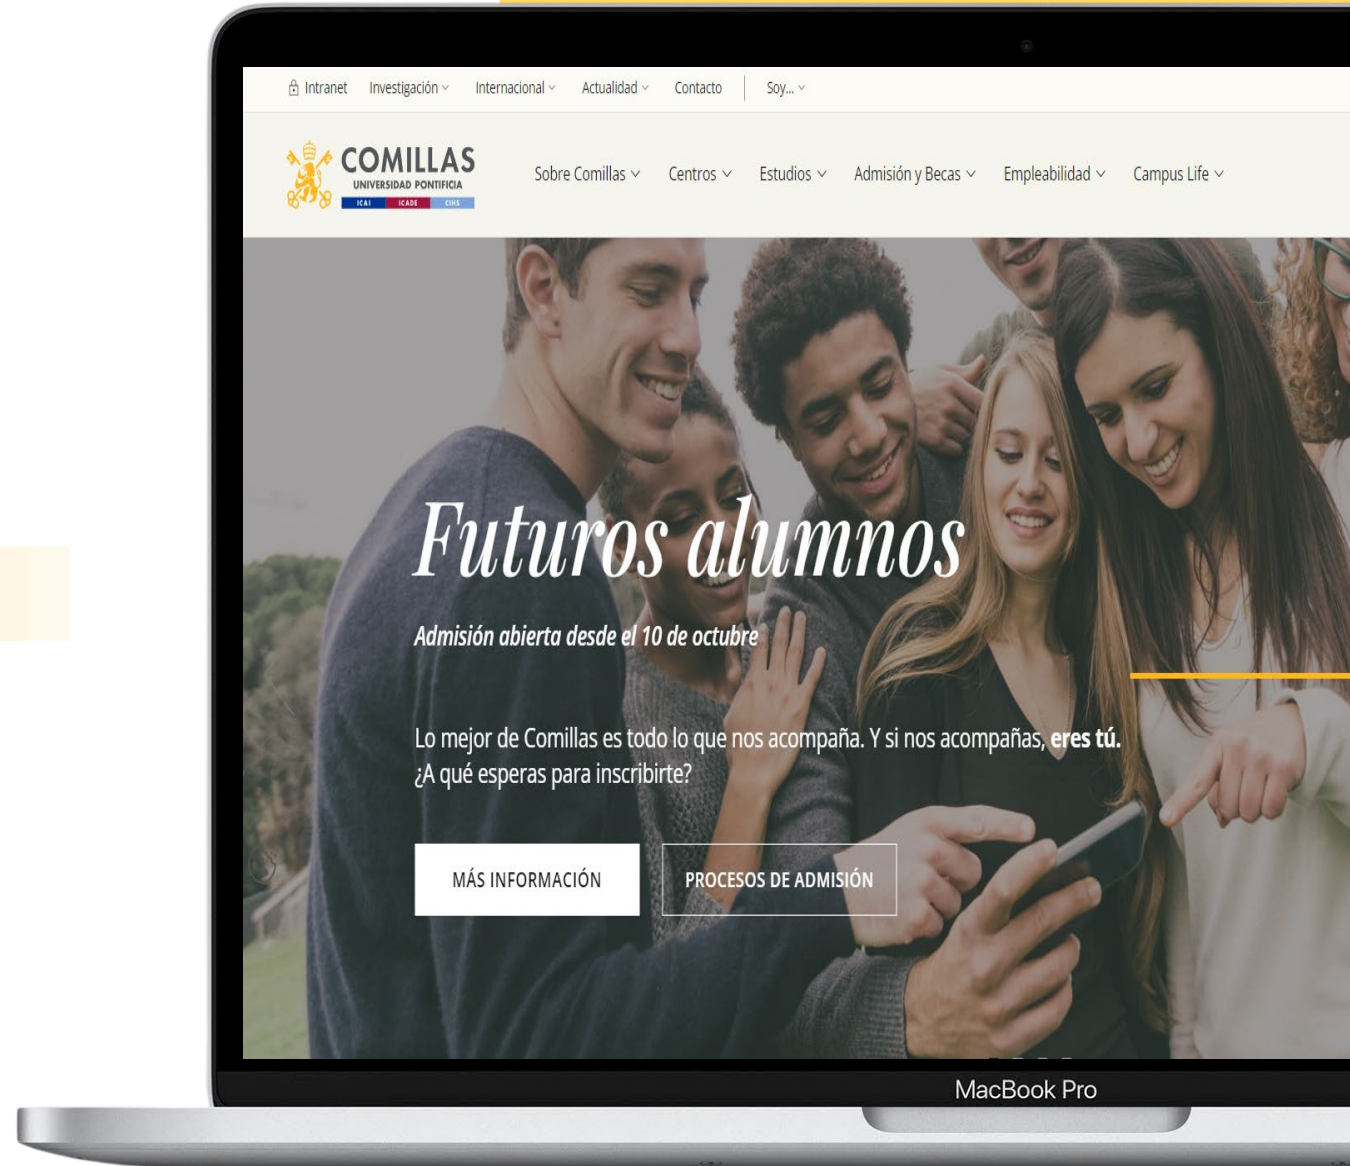 Intranet Investigación Internacional Actualidad Contacto Soy...
COMILLAS
UNIVERSIDAD PONTIFICIA
ICAI ICADE CIHS
Sobre Comillas Centros Estudios Admisión y Becas Empleabilidad Campus Life
Futuros alumnos
Admisión abierta desde el 10 de octubre
Lo mejor de Comillas es todo lo que nos acompaña. Y si nos acompañas, eres tú.
¿A qué esperas para inscribirte?
MÁS INFORMACIÓN PROCESOS DE ADMISIÓN
MacBook Pro